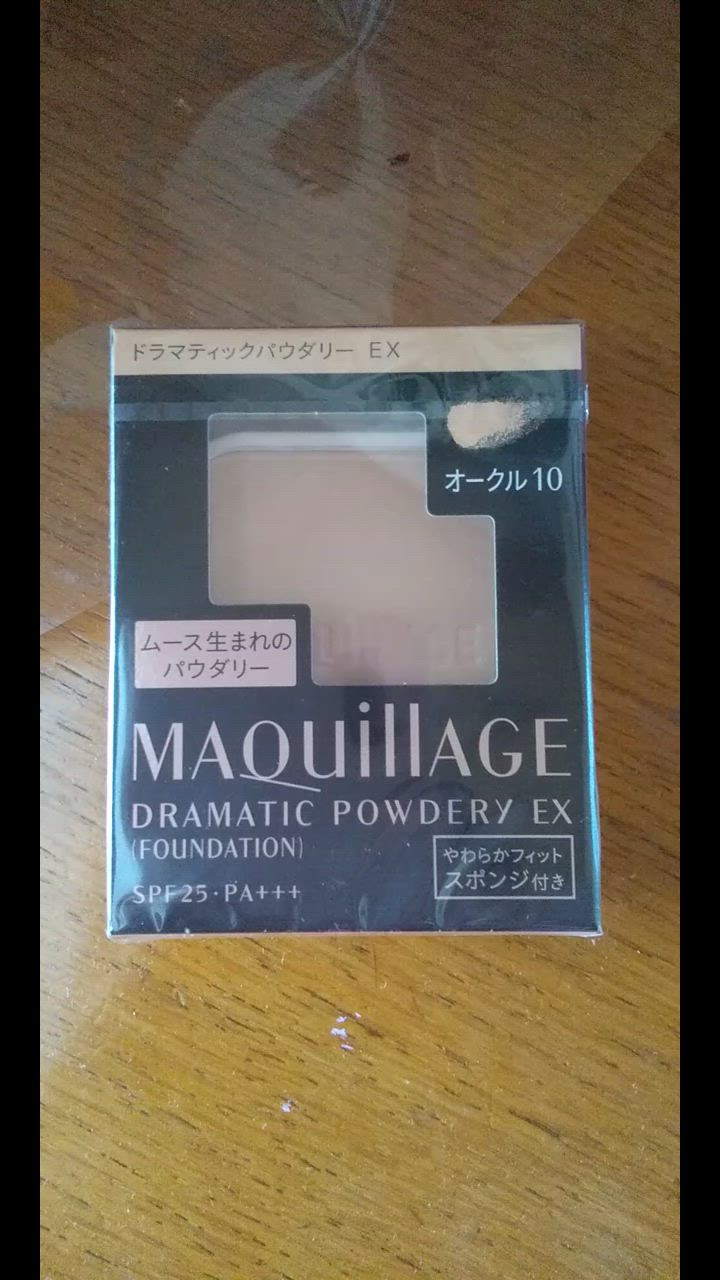 ドラマティックパウダリー EX
オークル10
ムース生まれの
パウダリー
MAQuillAGE
DRAMATIC POWDERY EX
(FOUNDATION)
SPF25・PA+++
やわらかフィット
スポンジ付き